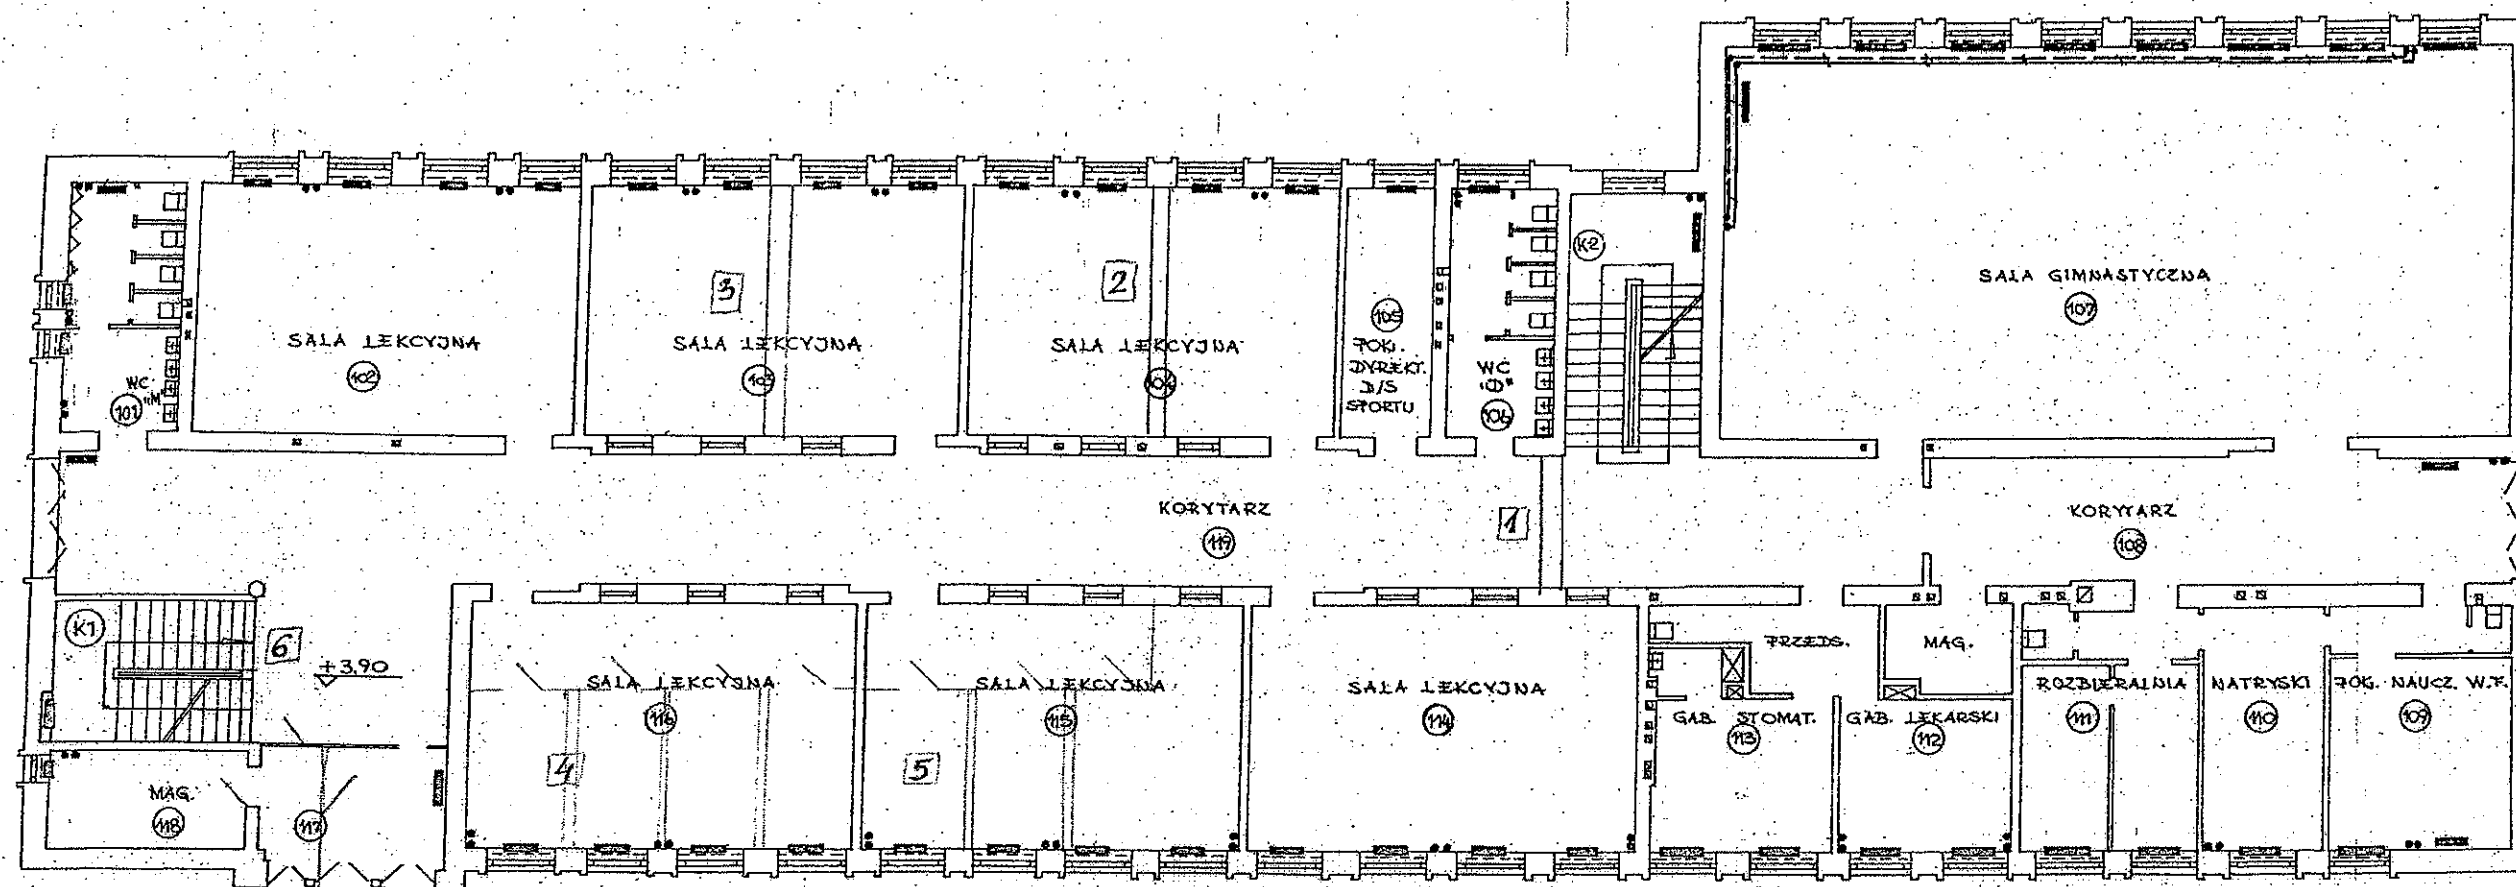 K2
SALA GIMNASTYCZNA
107
3
2
SALA LEKCYJNA
102
SALA LEKCYJNA
103
SALA LEKCYJNA
104
105
POK.
DYREKT.
D/S
SPORTU
WC
"D"
106
WC
"M"
101
KORYTARZ
119
1
KORYTARZ
108
K1
6
+3.90
SALA LEKCYJNA
116
SALA LEKCYJNA
115
SALA LEKCYJNA
114
PRZEDS.
MAG.
GAB. STOMAT.
113
GAB. LEKARSKI
112
ROZBIERALNIA
111
NATRYSKI
110
POK. NAUCZ. W.F.
109
4
5
MAG.
118
117